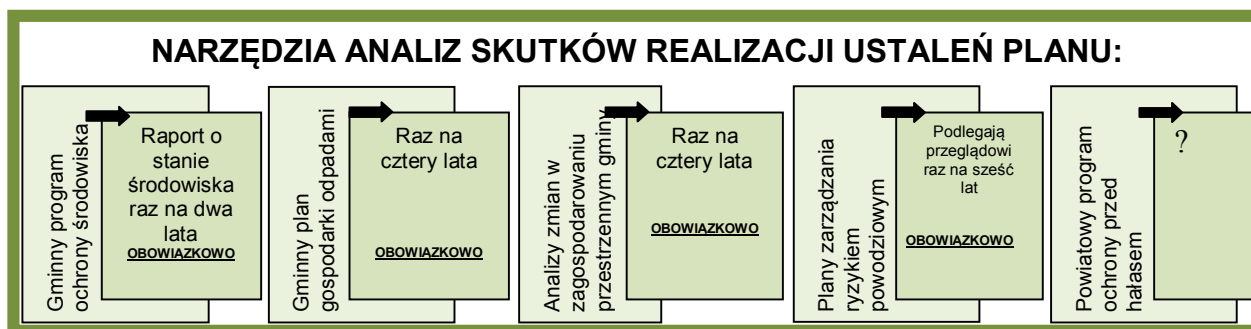 NARZĘDZIA ANALIZ SKUTKÓW REALIZACJI USTALEŃ PLANU:
Gminny program
ochrony środowiska
Raport o
stanie
środowiska
raz na dwa
lata
OBOWIĄZKOWO
Gminny plan
gospodarki odpadami
Raz na
cztery lata
OBOWIĄZKOWO
Analizy zmian w
zagospodarowaniu
przestrzennym gminy
Raz na
cztery lata
OBOWIĄZKOWO
Plany zarządzania
ryzykiem
powodziowym
Podlegają
przeglądowi
raz na sześć
lat
OBOWIĄZKOWO
Powiatowy program
ochrony przed
hałasem
?